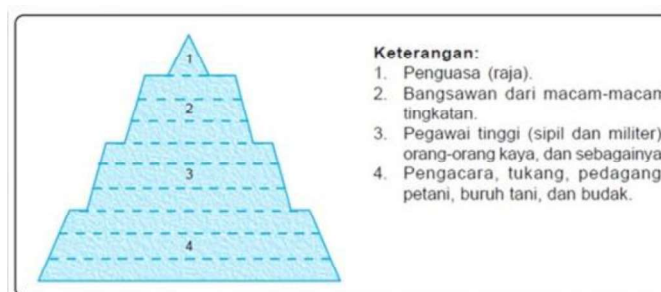 1
2
3
4
Keterangan:
1. Penguasa (raja).
2. Bangsawan dari macam-macam
tingkatan.
3. Pegawai tinggi (sipil dan militer)
orang-orang kaya, dan sebagainya
4. Pengacara, tukang, pedagang
petani, buruh tani, dan budak.